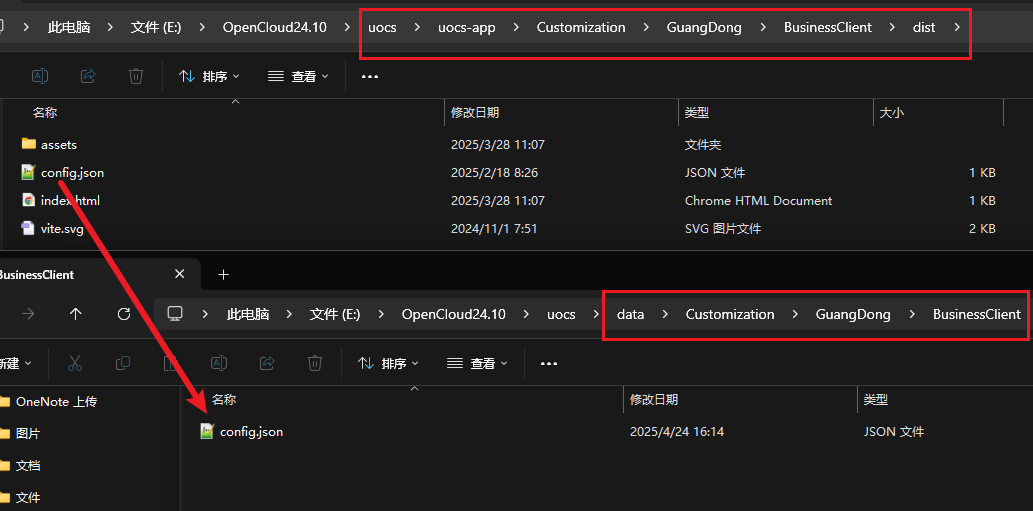 此电脑 文件 (E:) OpenCloud24.10 uocs uocs-app Customization GuangDong BusinessClient dist
排序 查看
名称 修改日期 类型 大小
assets 2025/3/28 11:07 文件夹
config.json 2025/2/18 8:26 JSON 文件 1 KB
index.html 2025/3/28 11:07 Chrome HTML Document 1 KB
vite.svg 2024/11/1 7:51 SVG 图片文件 2 KB
BusinessClient
此电脑 文件 (E:) OpenCloud24.10 uocs data Customization GuangDong BusinessClient
新建 排序 查看
名称 修改日期 类型
OneNote 上传
config.json 2025/4/24 16:14 JSON 文件
图片
文档
文件